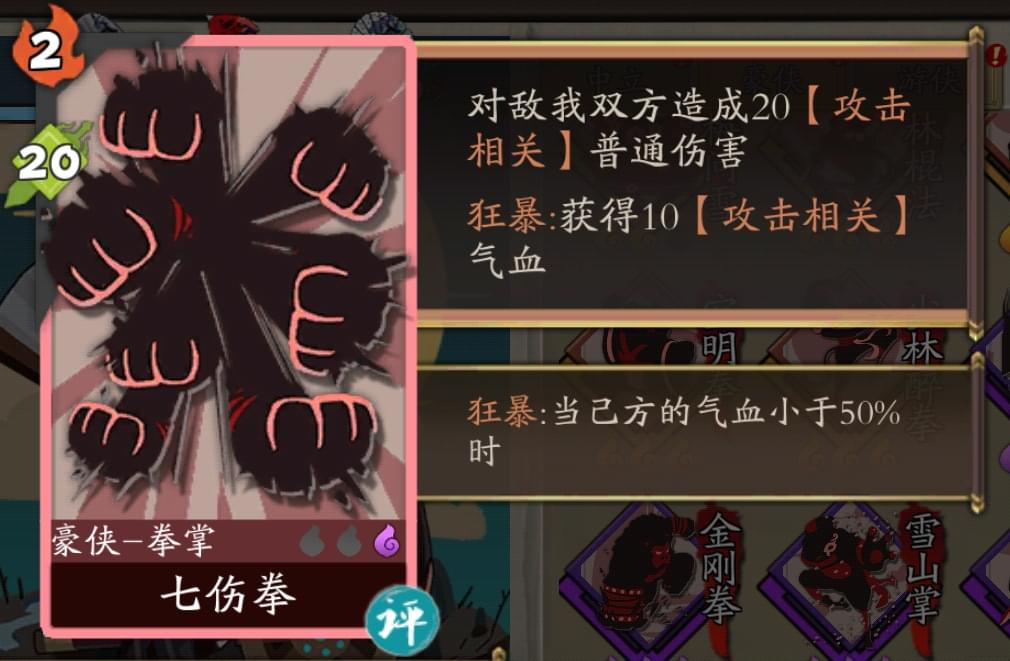 2
20
对敌我双方造成20【攻击
相关】普通伤害
狂暴:获得10【攻击相关】
气血
狂暴:当己方的气血小于50%
时
豪侠-拳掌
七伤拳
评
金刚拳
雪山掌